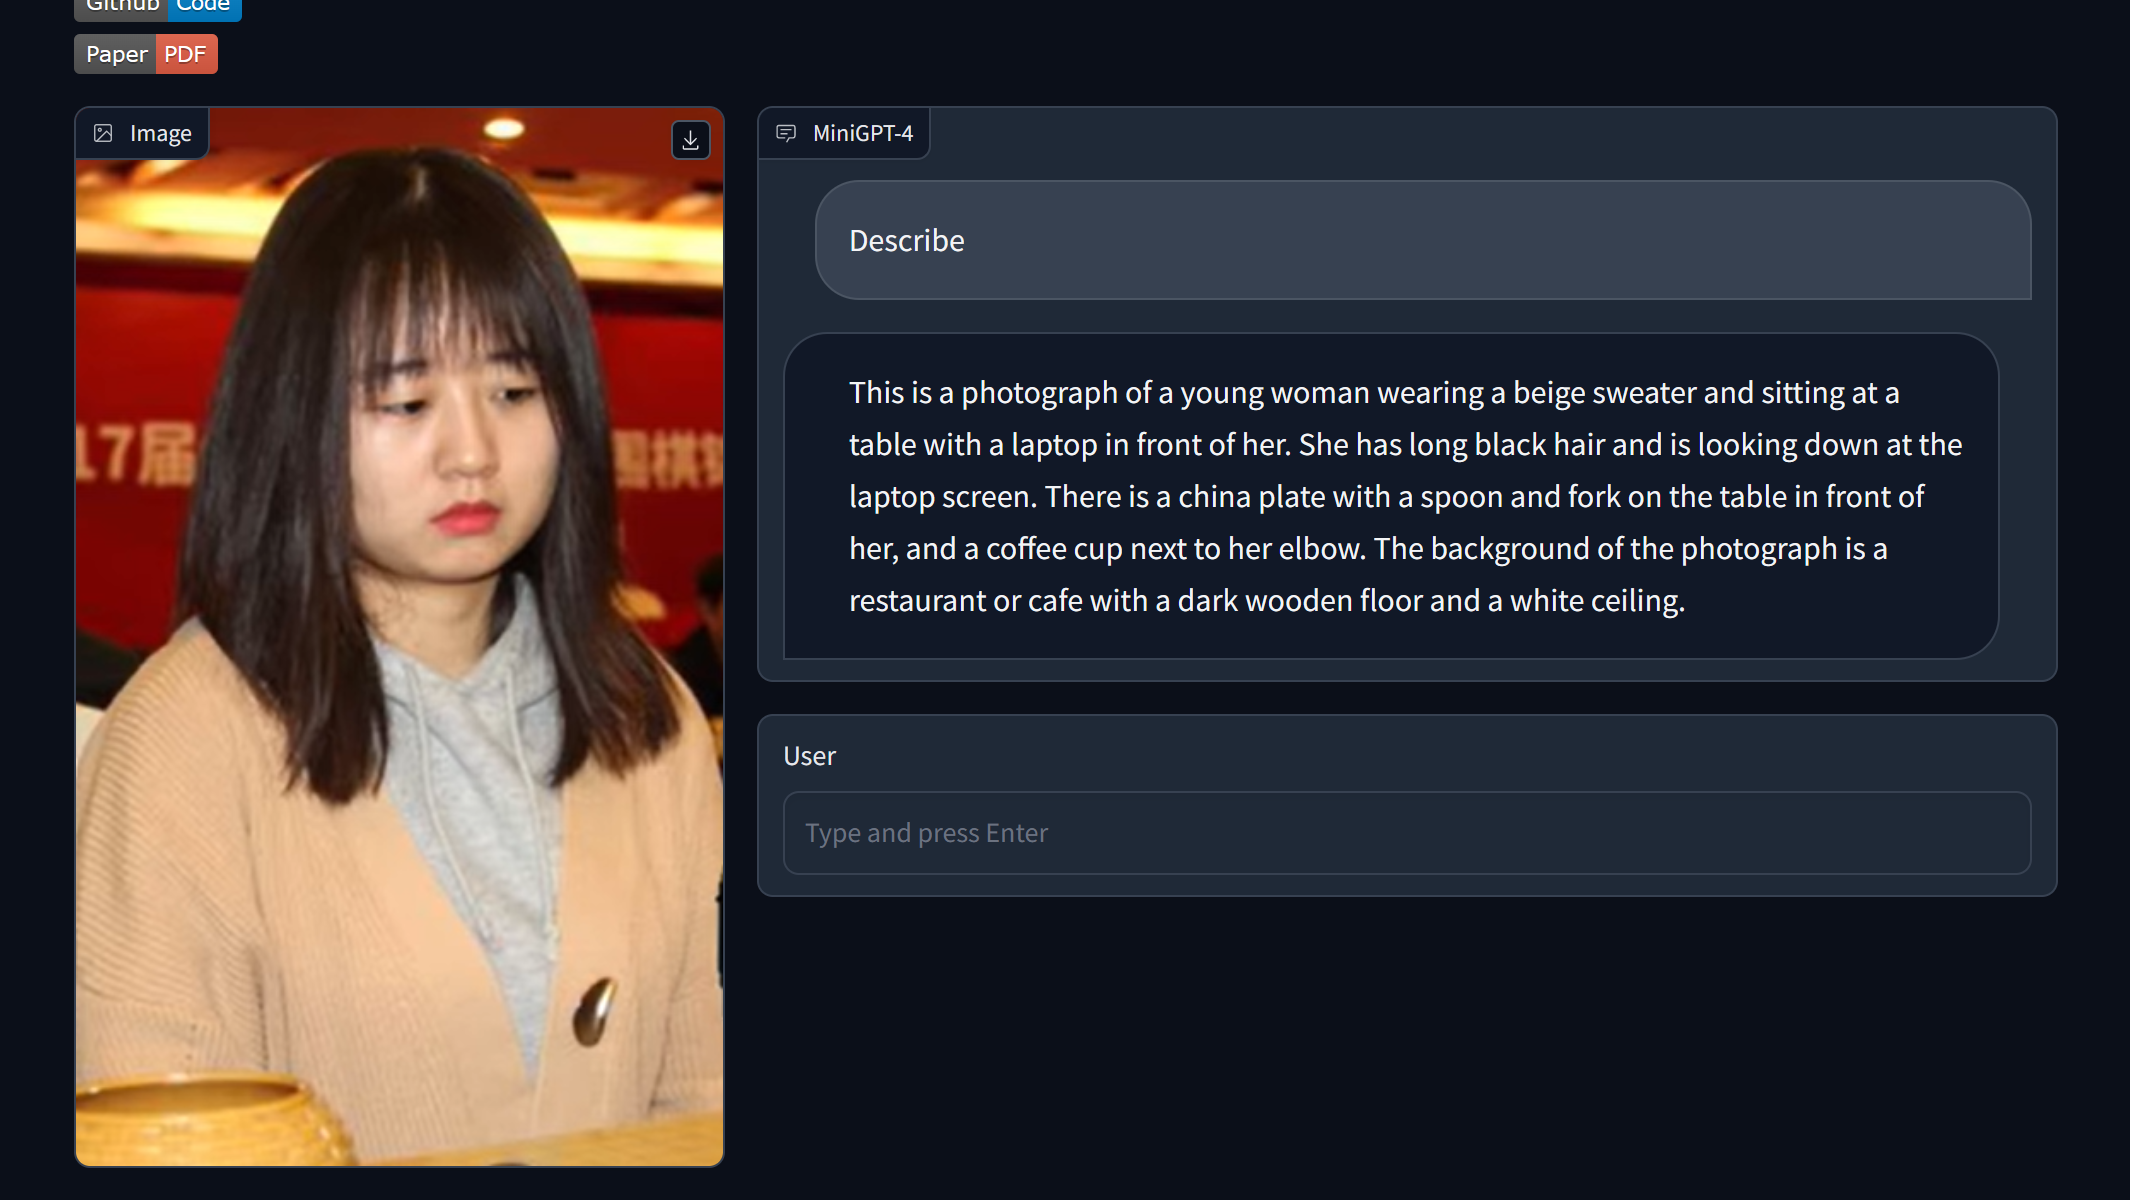 Github Code
Paper PDF
Image
17届
围棋
MiniGPT-4
Describe
This is a photograph of a young woman wearing a beige sweater and sitting at a
table with a laptop in front of her. She has long black hair and is looking down at the
laptop screen. There is a china plate with a spoon and fork on the table in front of
her, and a coffee cup next to her elbow. The background of the photograph is a
restaurant or cafe with a dark wooden floor and a white ceiling.
User
Type and press Enter